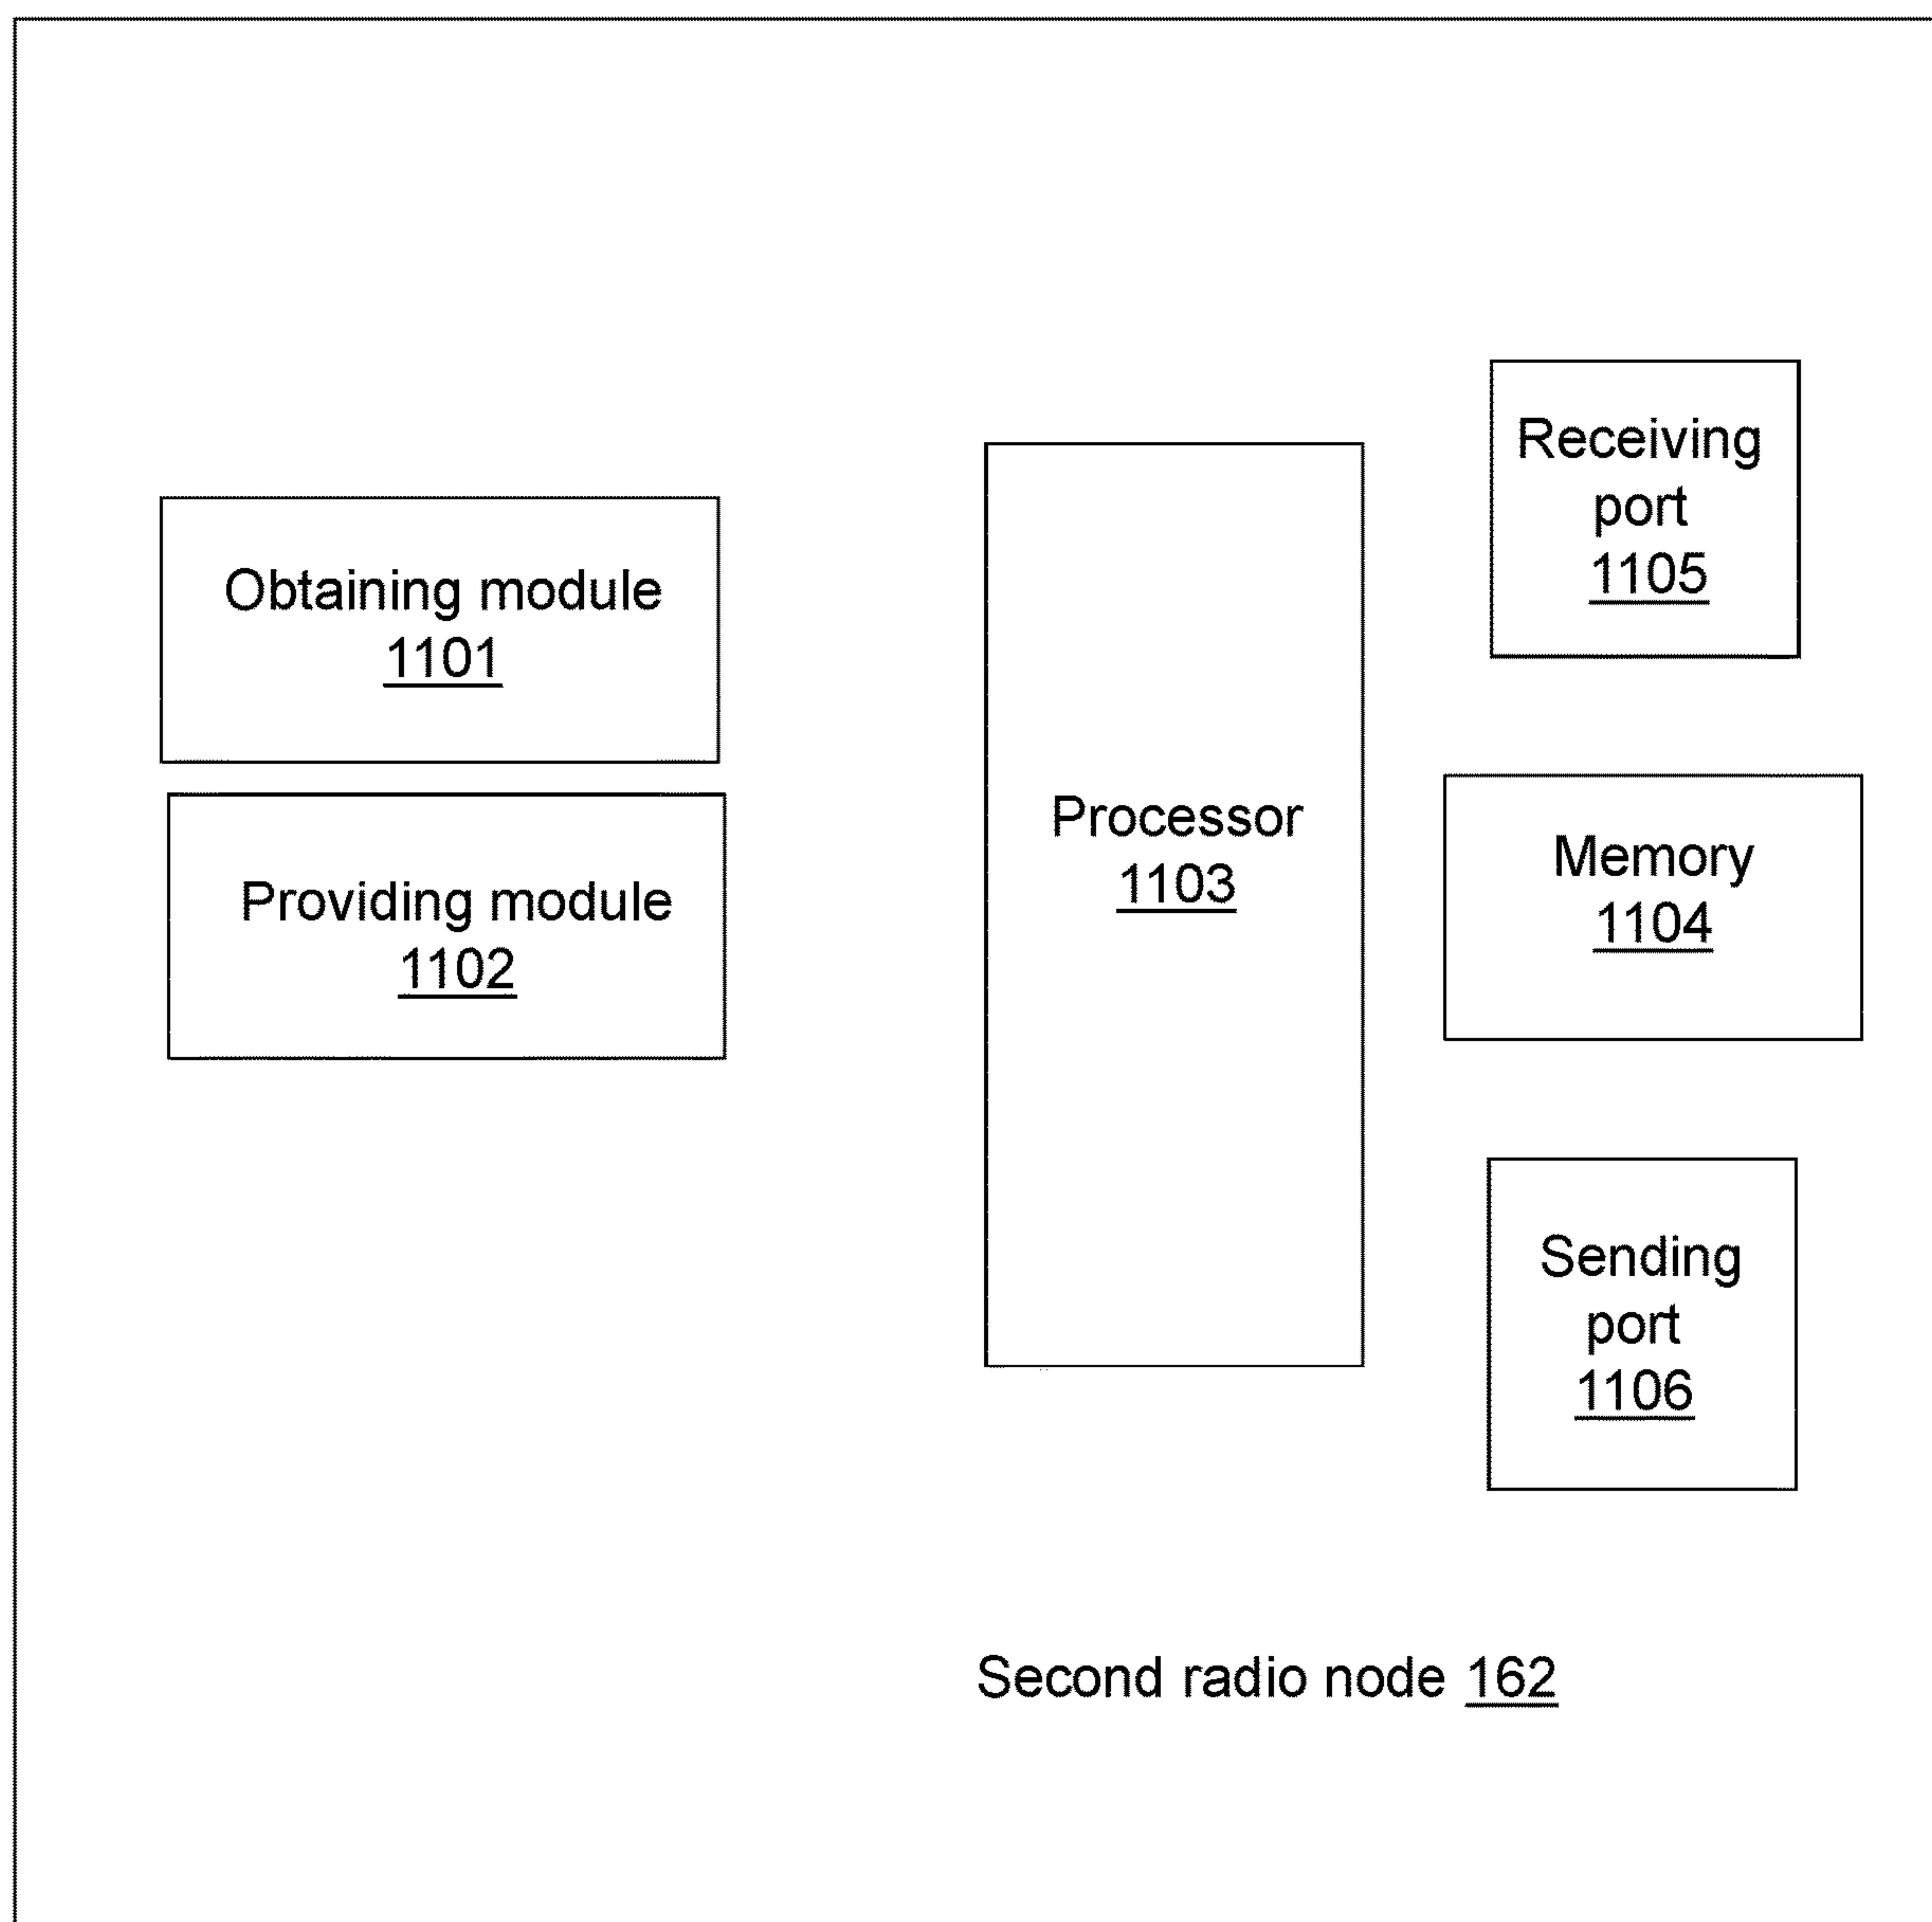 Obtaining module
1101
Providing module
1102
Processor
1103
Receiving
port
1105
Memory
1104
Sending
port
1106
Second radio node 162